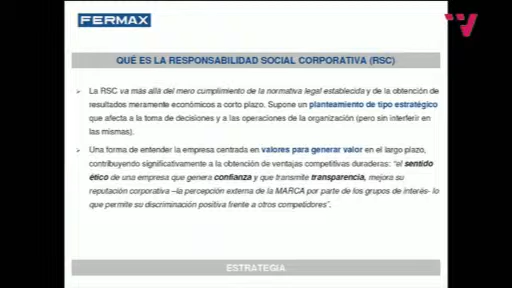 FERMAX
QUÉ ES LA RESPONSABILIDAD SOCIAL CORPORATIVA (RSC)
La RSC va más allá del mero cumplimiento de la normativa legal establecida y de la obtención de
resultados meramente económicos a corto plazo. Supone un planteamiento de tipo estratégico
que afecta a la toma de decisiones y a las operaciones de la organización (pero sin interferir en
las mismas).
Una forma de entender la empresa centrada en valores para generar valor en el largo plazo,
contribuyendo significativamente a la obtención de ventajas competitivas duraderas: “el sentido
ético de una empresa que genera confianza y que transmite transparencia, mejora su
reputación corporativa –la percepción externa de la MARCA por parte de los grupos de interés- lo
que permite su discriminación positiva frente a otros competidores”.
ESTRATEGIA